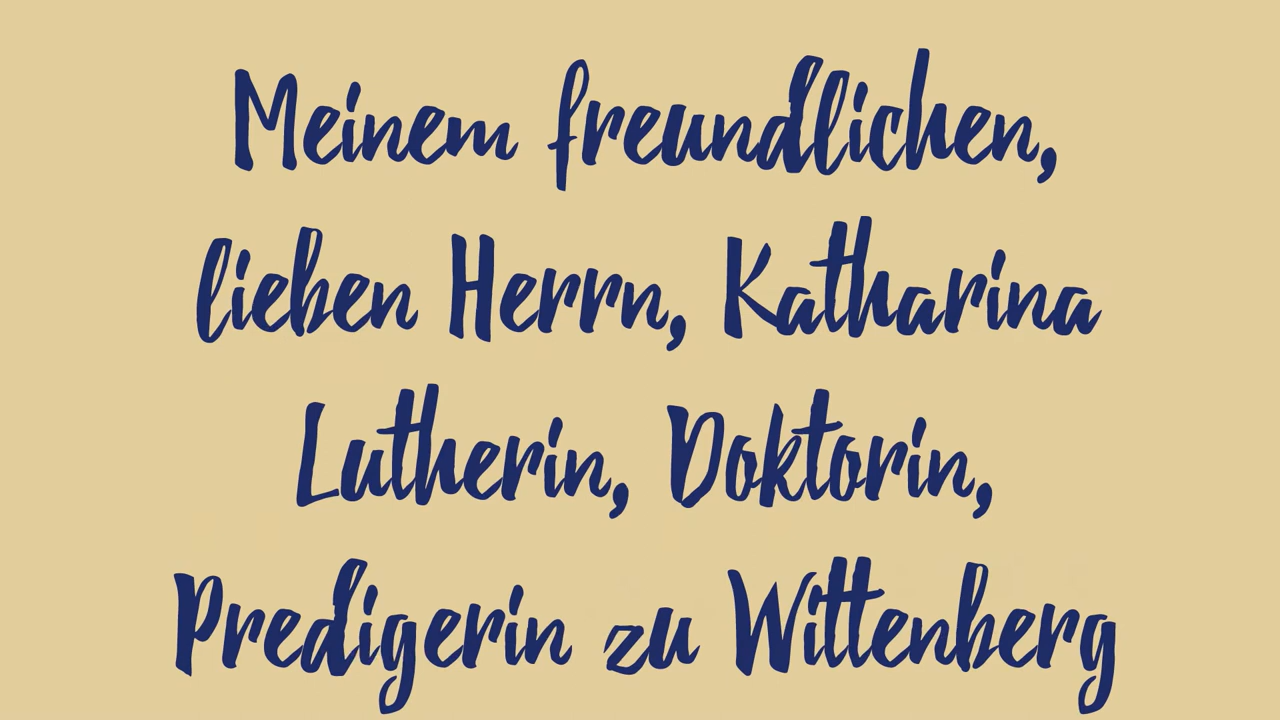 Meinem freundlichen,
lieben Herrn, Katharina
Lutherin, Doktorin,
Predigerin zu Wittenberg